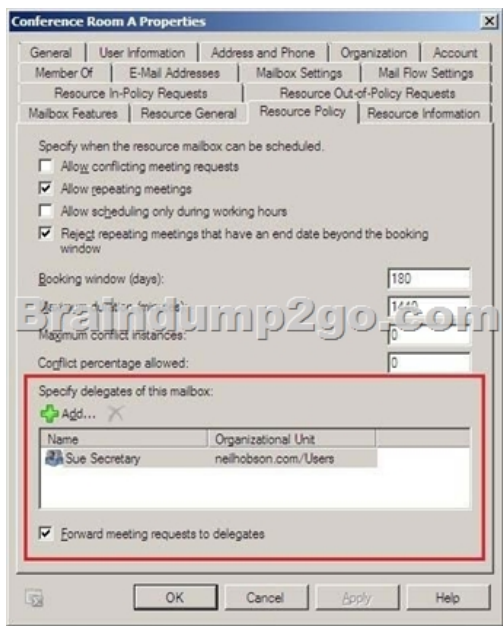 Conference Room A Properties
General User Information Address and Phone Organization Account
Member Of E-Mail Addresses Mailbox Settings Mail Flow Settings
Resource In-Policy Requests Resource Out-of-Policy Requests
Mailbox Features Resource General Resource Policy Resource Information
Specify when the resource mailbox can be scheduled.
Allow conflicting meeting requests
Allow repeating meetings
Allow scheduling only during working hours
Reject repeating meetings that have an end date beyond the booking
window
Booking window (days): 180
1440
Braindump2go.com
Maximum conflict instances: 0
Conflict percentage allowed: 0
Specify delegates of this mailbox:
Add...
Name Organizational Unit
Sue Secretary neilhobson.com/Users
Forward meeting requests to delegates
OK Cancel Apply Help